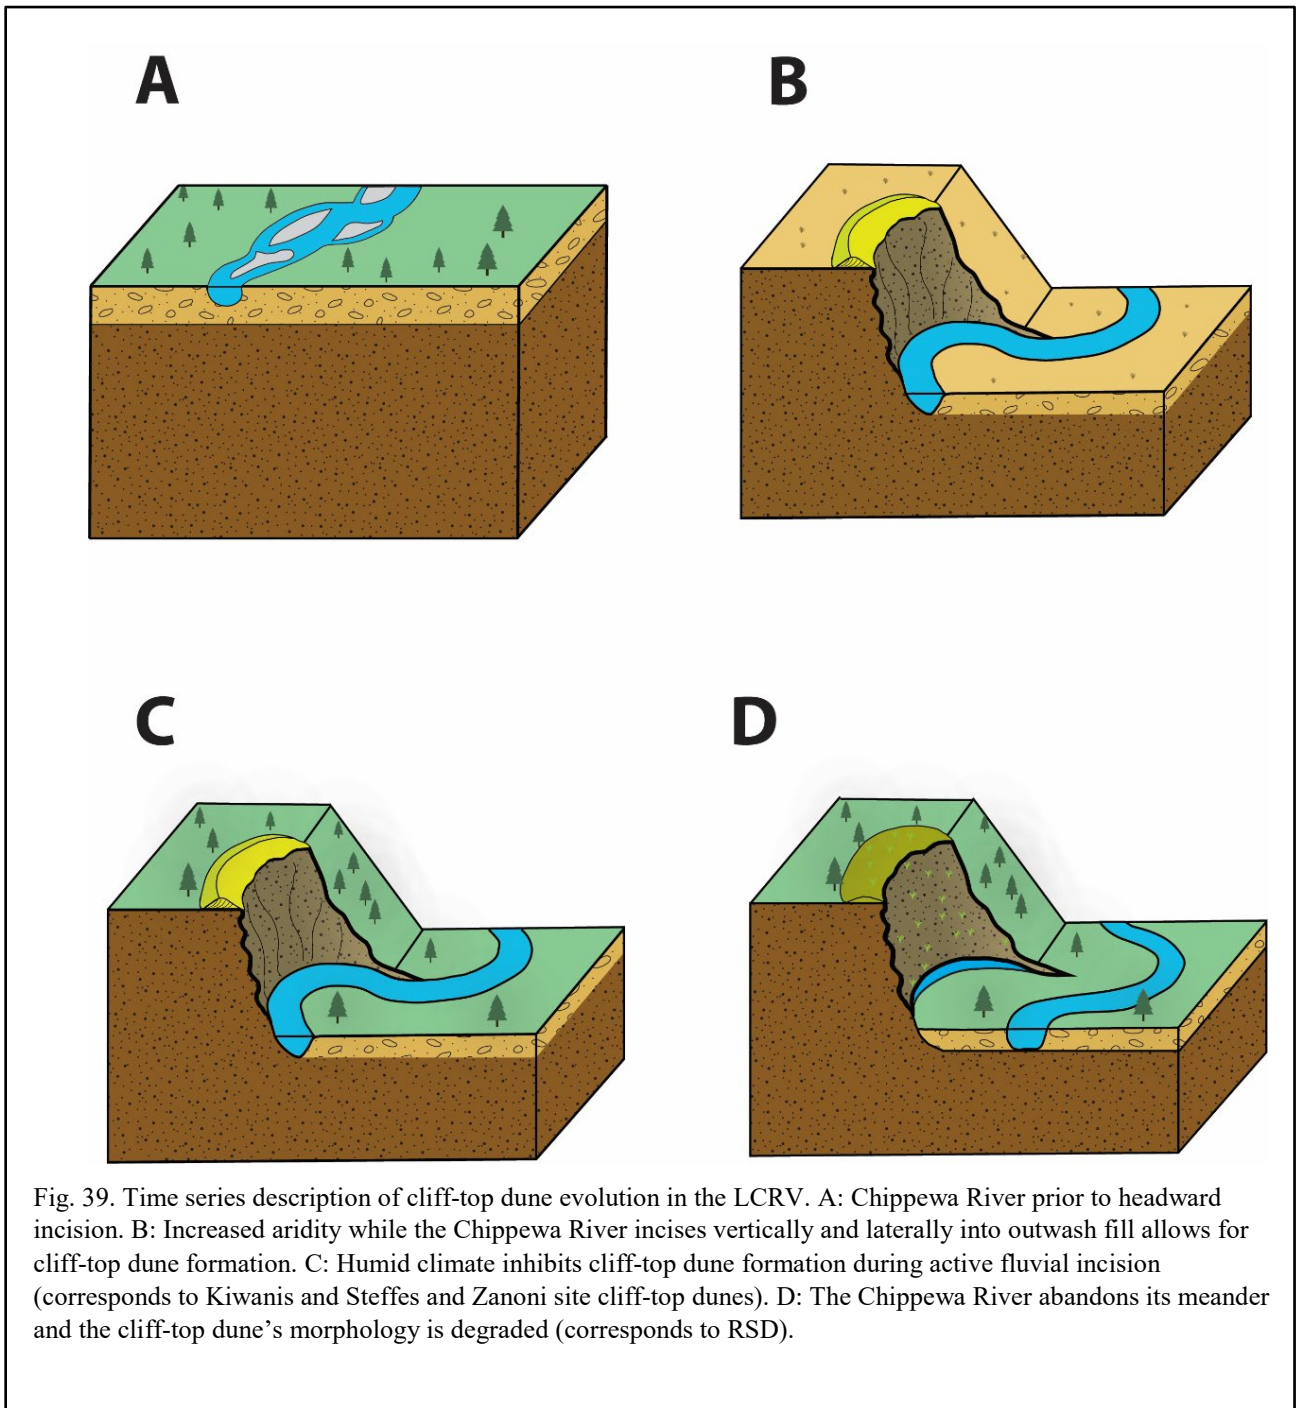 A
B
C
D
Fig. 39. Time series description of cliff-top dune evolution in the LCRV. A: Chippewa River prior to headward
incision. B: Increased aridity while the Chippewa River incises vertically and laterally into outwash fill allows for
cliff-top dune formation. C: Humid climate inhibits cliff-top dune formation during active fluvial incision
(corresponds to Kiwanis and Steffes and Zanoni site cliff-top dunes). D: The Chippewa River abandons its meander
and the cliff-top dune’s morphology is degraded (corresponds to RSD).